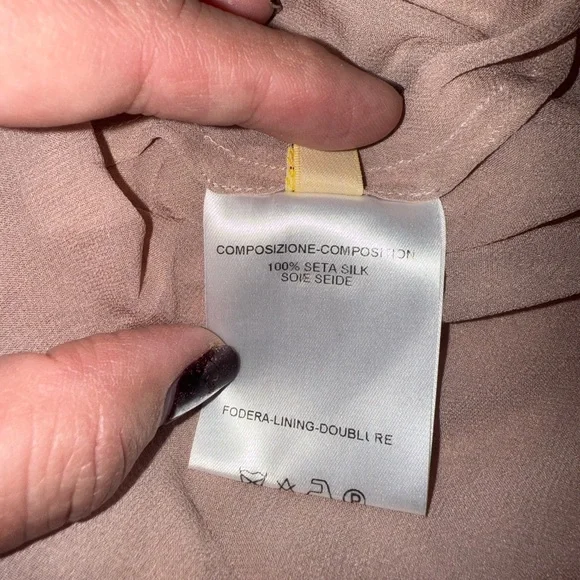 COMPOSIZIONE-COMPOSITION
100% SETA SILK
SOIE SEIDE
FODERA-LINING-DOUBLURE
P